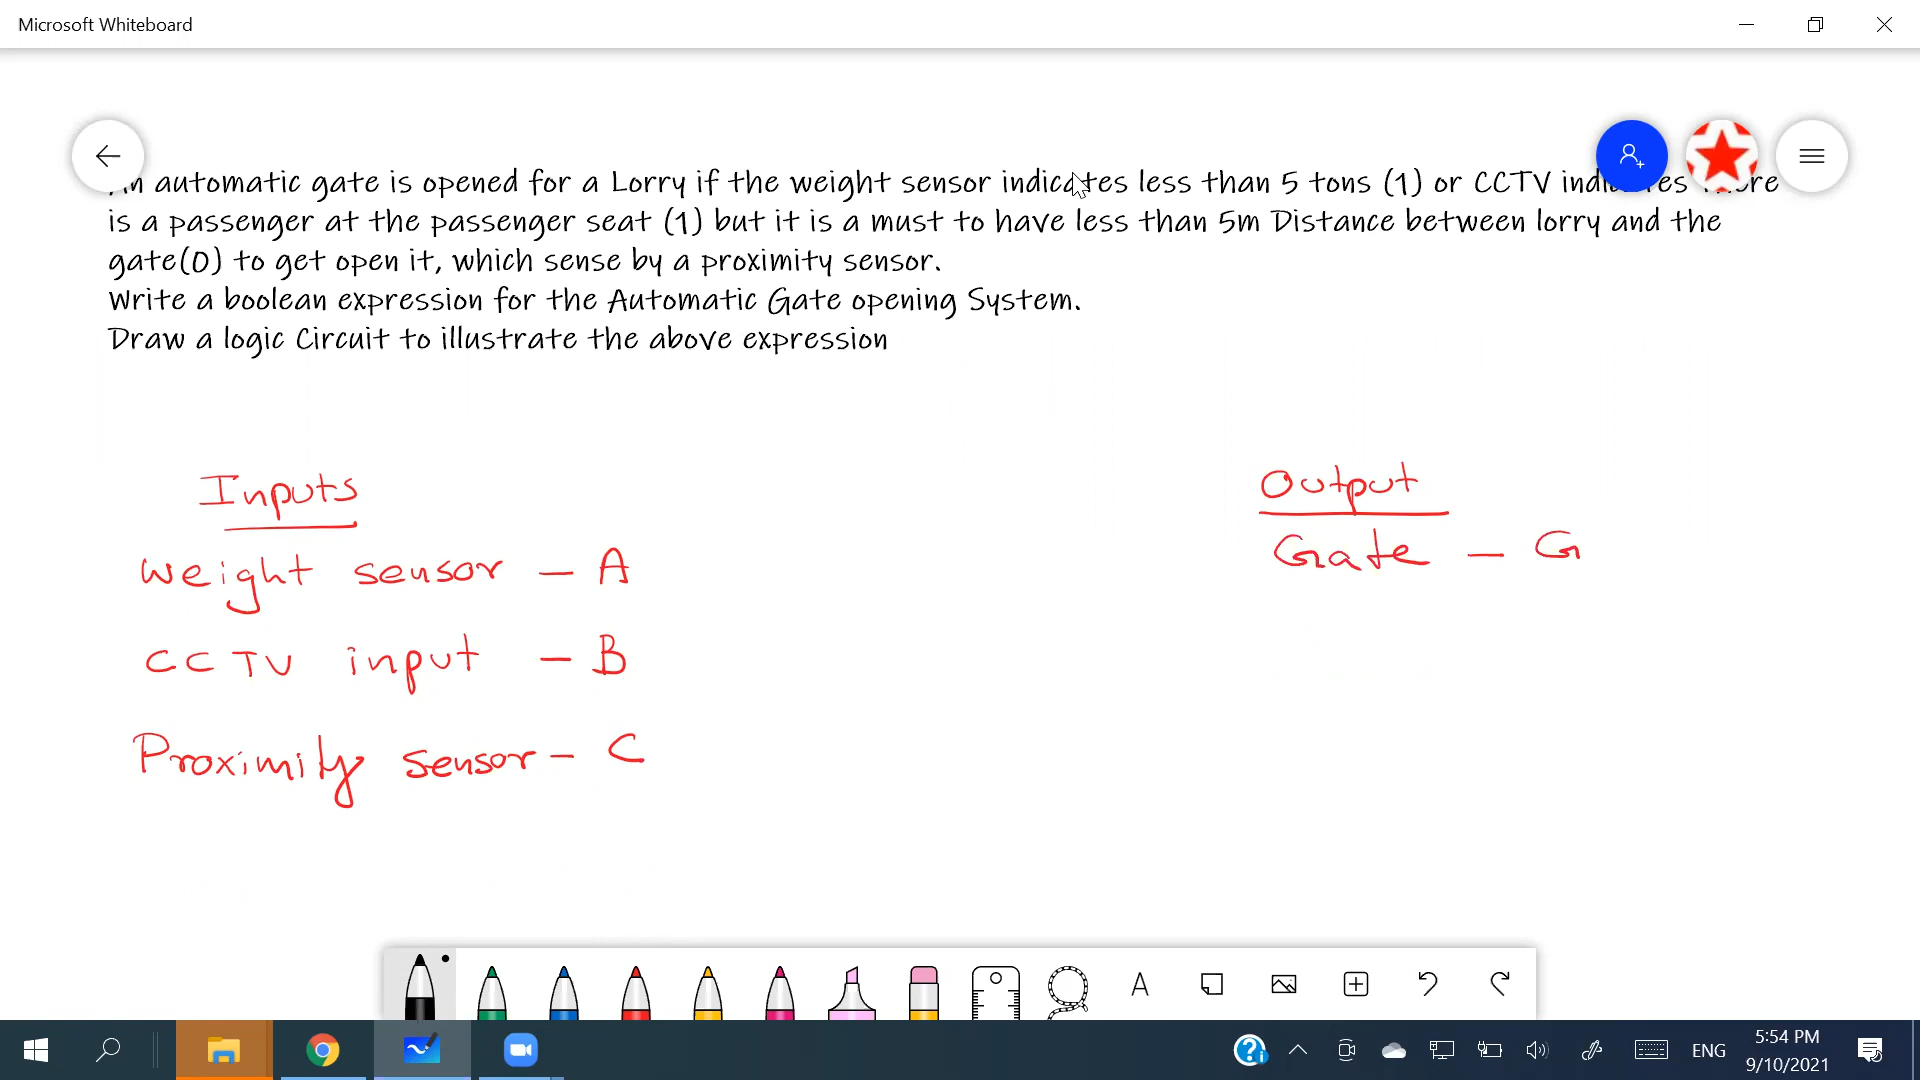 Microsoft Whiteboard
An automatic gate is opened for a Lorry if the weight sensor indicates less than 5 tons (1) or CCTV indicates There
is a passenger at the passenger seat (1) but it is a must to have less than 5m Distance between lorry and the
gate(0) to get open it, which sense by a proximity sensor.
Write a boolean expression for the Automatic Gate opening System.
Draw a logic Circuit to illustrate the above expression
Inputs
Output
Weight sensor – A
Gate – G
CCTV input – B
Proximity sensor – C
A
ENG
5:54 PM
9/10/2021